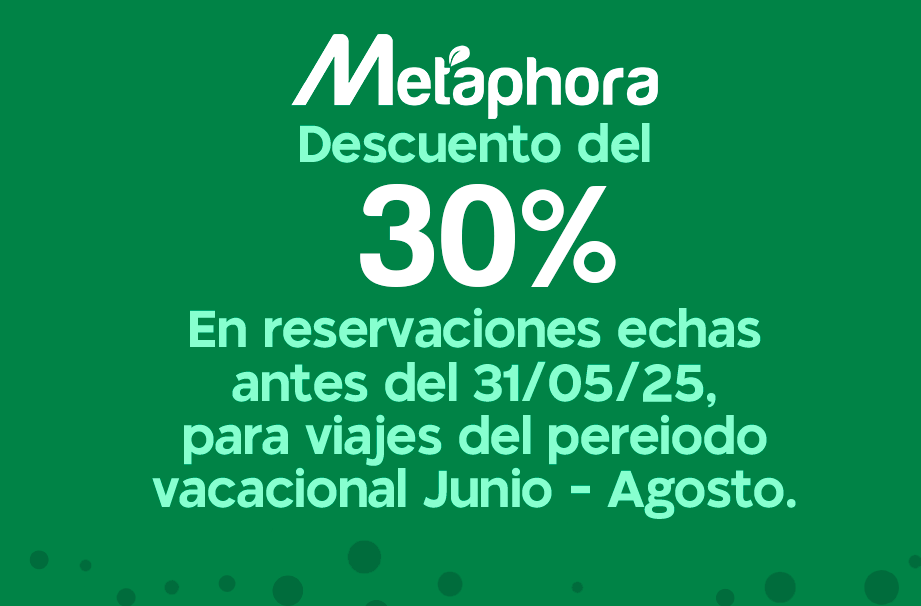 Metaphora
Descuento del
30%
En reservaciones echas
antes del 31/05/25,
para viajes del pereiodo
vacacional Junio - Agosto.